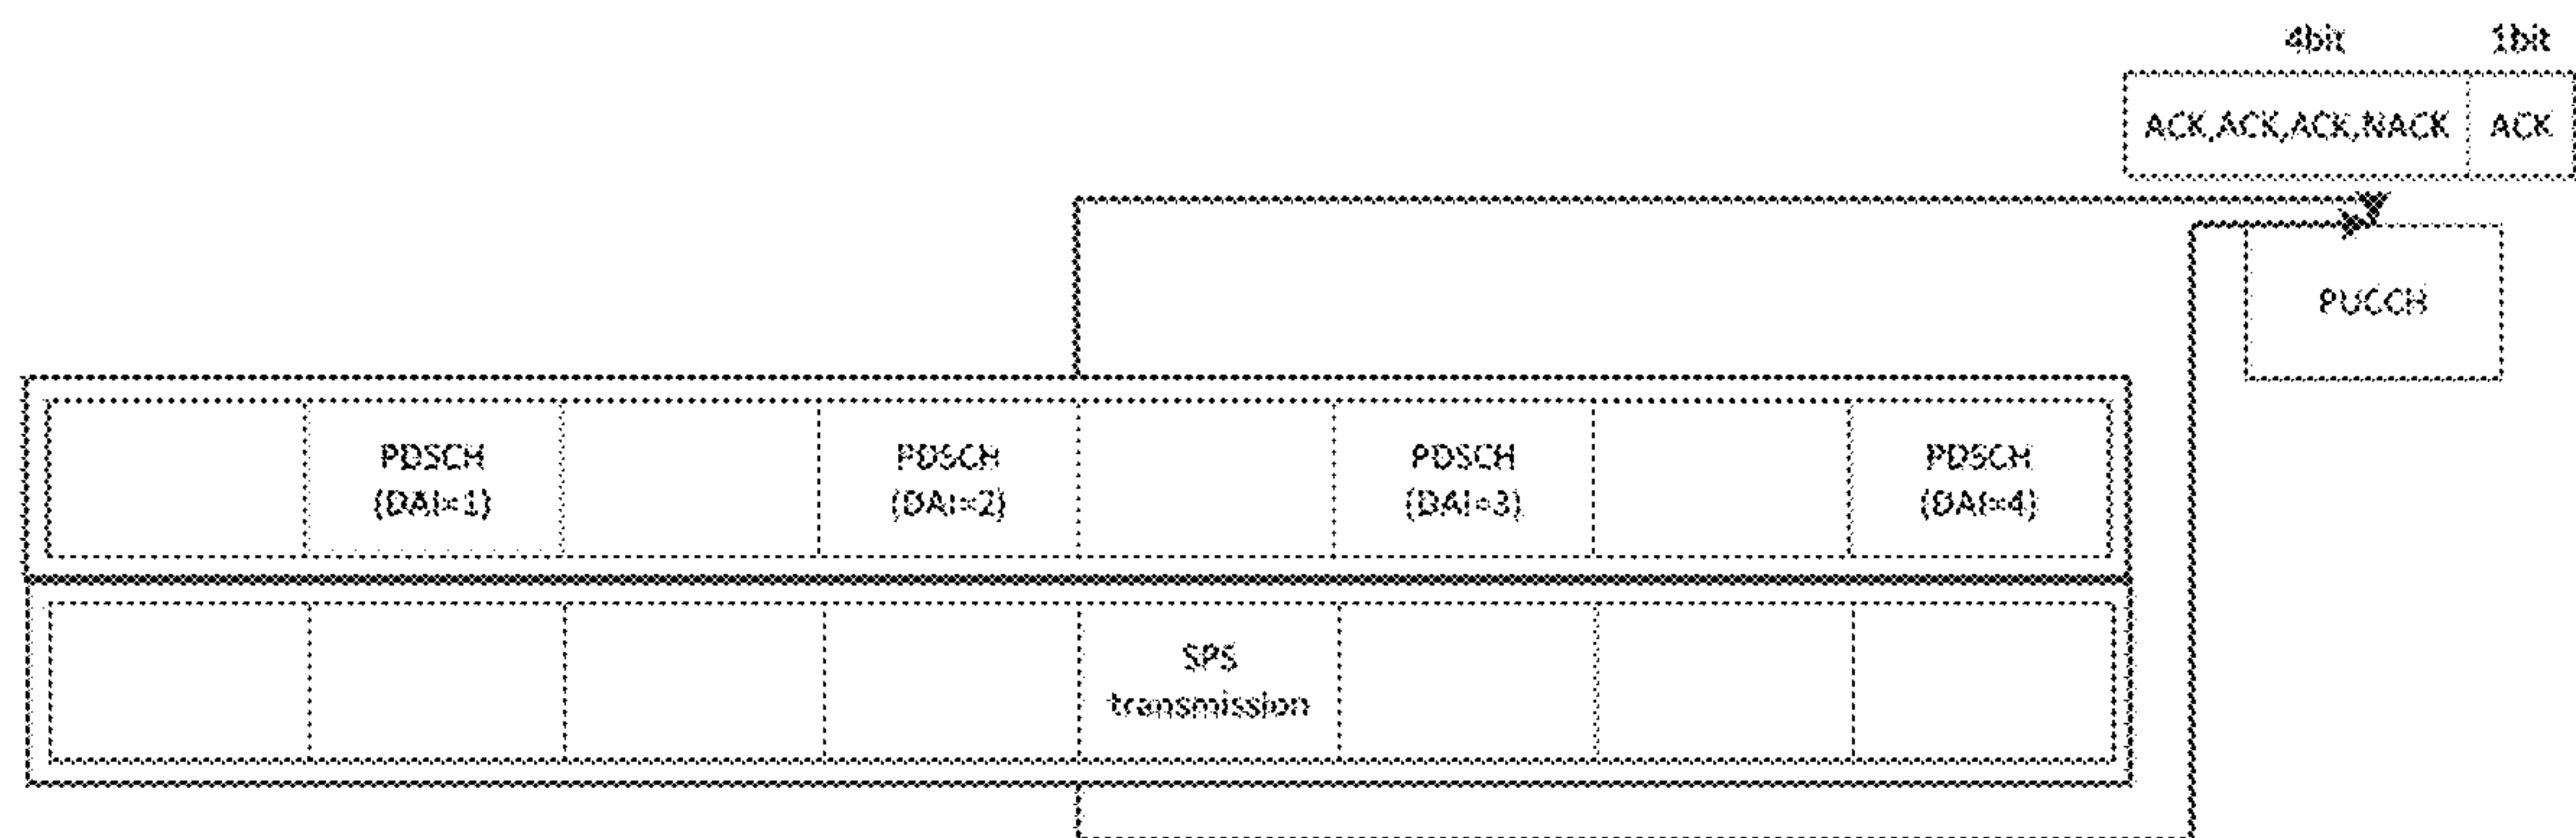 4bit 1bit
ACK,ACK,ACK,NACK ACK
PUCCH
PDSCH PDSCH PDSCH PDSCH
(DAI=1) (DAI=2) (DAI=3) (DAI=4)
SPS
transmission